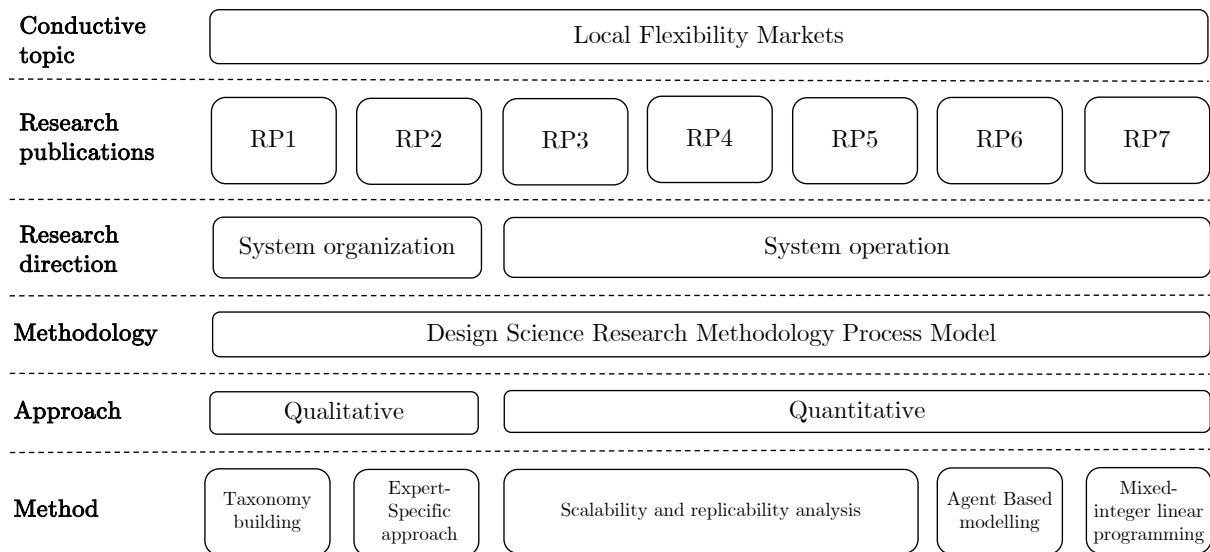 Conductive
topic
Local Flexibility Markets
Research
publications
RP1
RP2
RP3
RP4
RP5
RP6
RP7
Research
direction
System organization
System operation
Methodology
Design Science Research Methodology Process Model
Approach
Qualitative
Quantitative
Method
Taxonomy
building
Expert-
Specific
approach
Scalability and replicability analysis
Agent Based
modelling
Mixed-
integer linear
programming